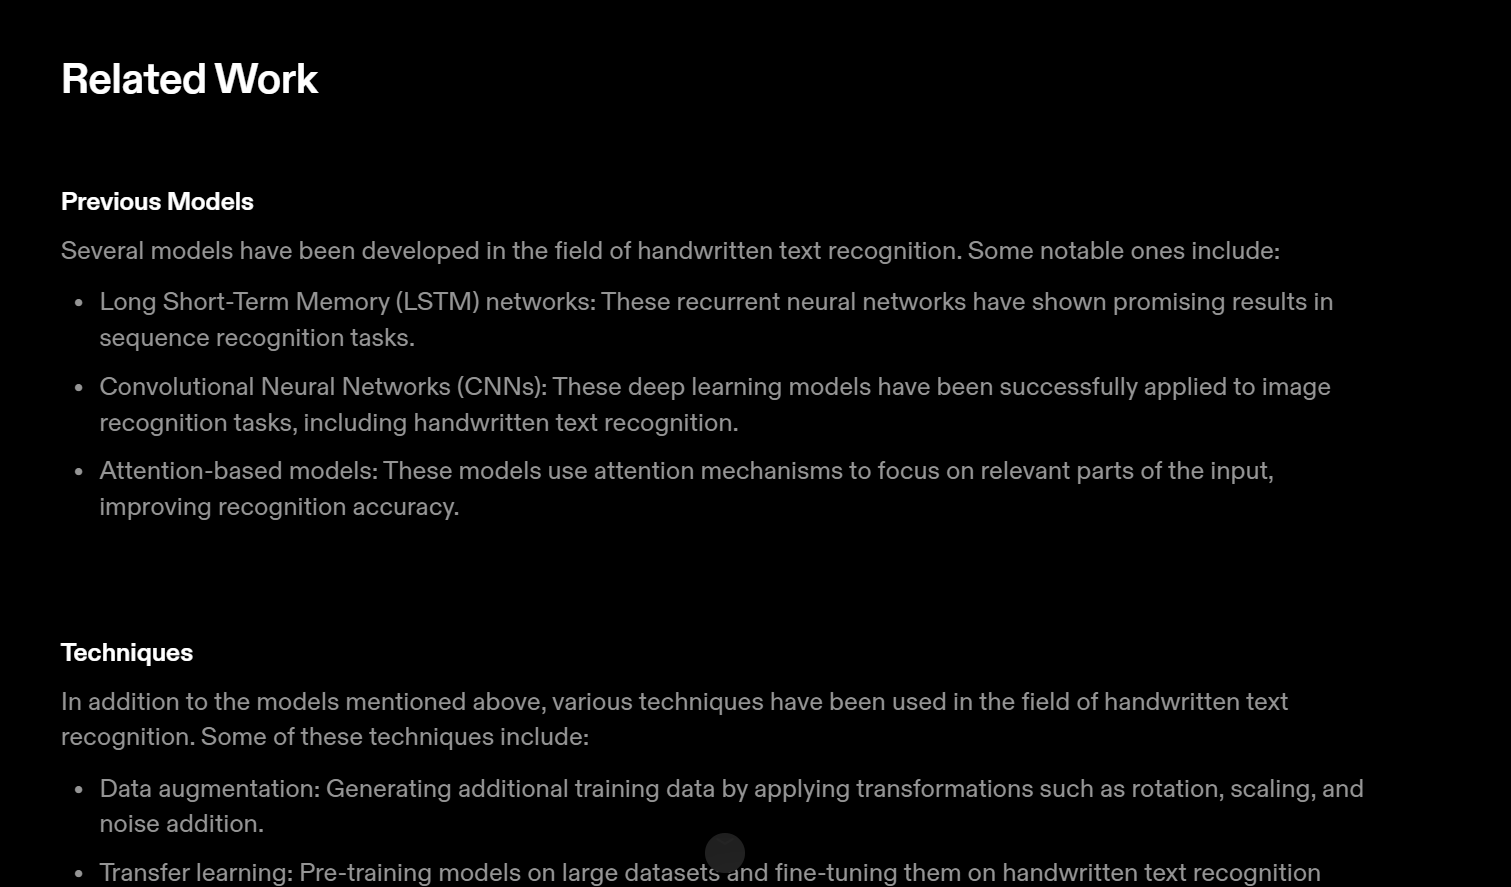 Related Work
Previous Models
Several models have been developed in the field of handwritten text recognition. Some notable ones include:
• Long Short-Term Memory (LSTM) networks: These recurrent neural networks have shown promising results in
sequence recognition tasks.
• Convolutional Neural Networks (CNNs): These deep learning models have been successfully applied to image
recognition tasks, including handwritten text recognition.
• Attention-based models: These models use attention mechanisms to focus on relevant parts of the input,
improving recognition accuracy.
Techniques
In addition to the models mentioned above, various techniques have been used in the field of handwritten text
recognition. Some of these techniques include:
• Data augmentation: Generating additional training data by applying transformations such as rotation, scaling, and
noise addition.
• Transfer learning: Pre-training models on large datasets and fine-tuning them on handwritten text recognition